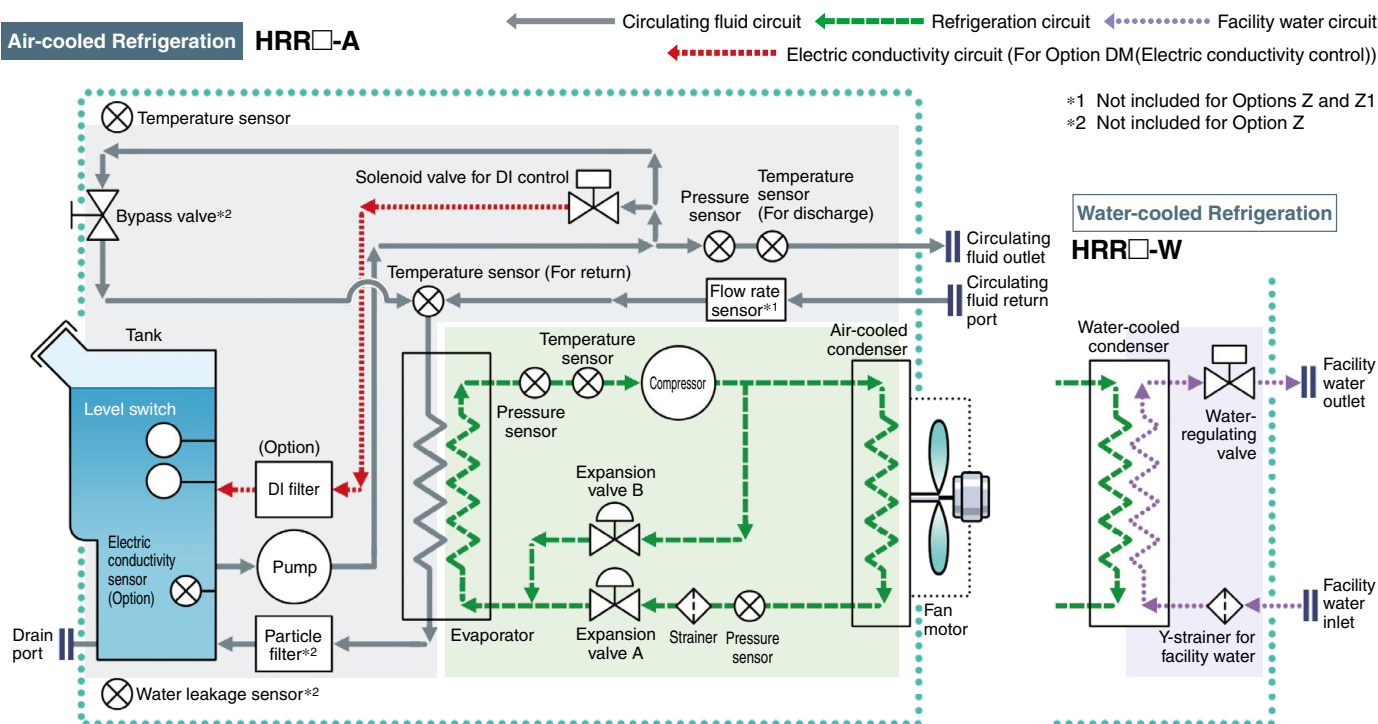 Air-cooled Refrigeration HRR□-A
Circulating fluid circuit
Refrigeration circuit
Facility water circuit
Electric conductivity circuit (For Option DM(Electric conductivity control))
*1 Not included for Options Z and Z1
*2 Not included for Option Z
Temperature sensor
Bypass valve*2
Solenoid valve for DI control
Pressure
sensor
Temperature
sensor
(For discharge)
Circulating
fluid outlet
Temperature sensor (For return)
Flow rate
sensor*1
Circulating
fluid return
port
Tank
Level switch
(Option)
DI filter
Electric
conductivity
sensor
(Option)
Pump
Particle
filter*2
Drain
port
Water leakage sensor*2
Temperature
sensor
Pressure
sensor
Compressor
Air-cooled
condenser
Expansion
valve B
Evaporator
Expansion
valve A
Strainer
Pressure
sensor
Fan
motor
Water-cooled Refrigeration
HRR□-W
Water-cooled
condenser
Facility
water
outlet
Water-
regulating
valve
Facility
water
inlet
Y-strainer for
facility water